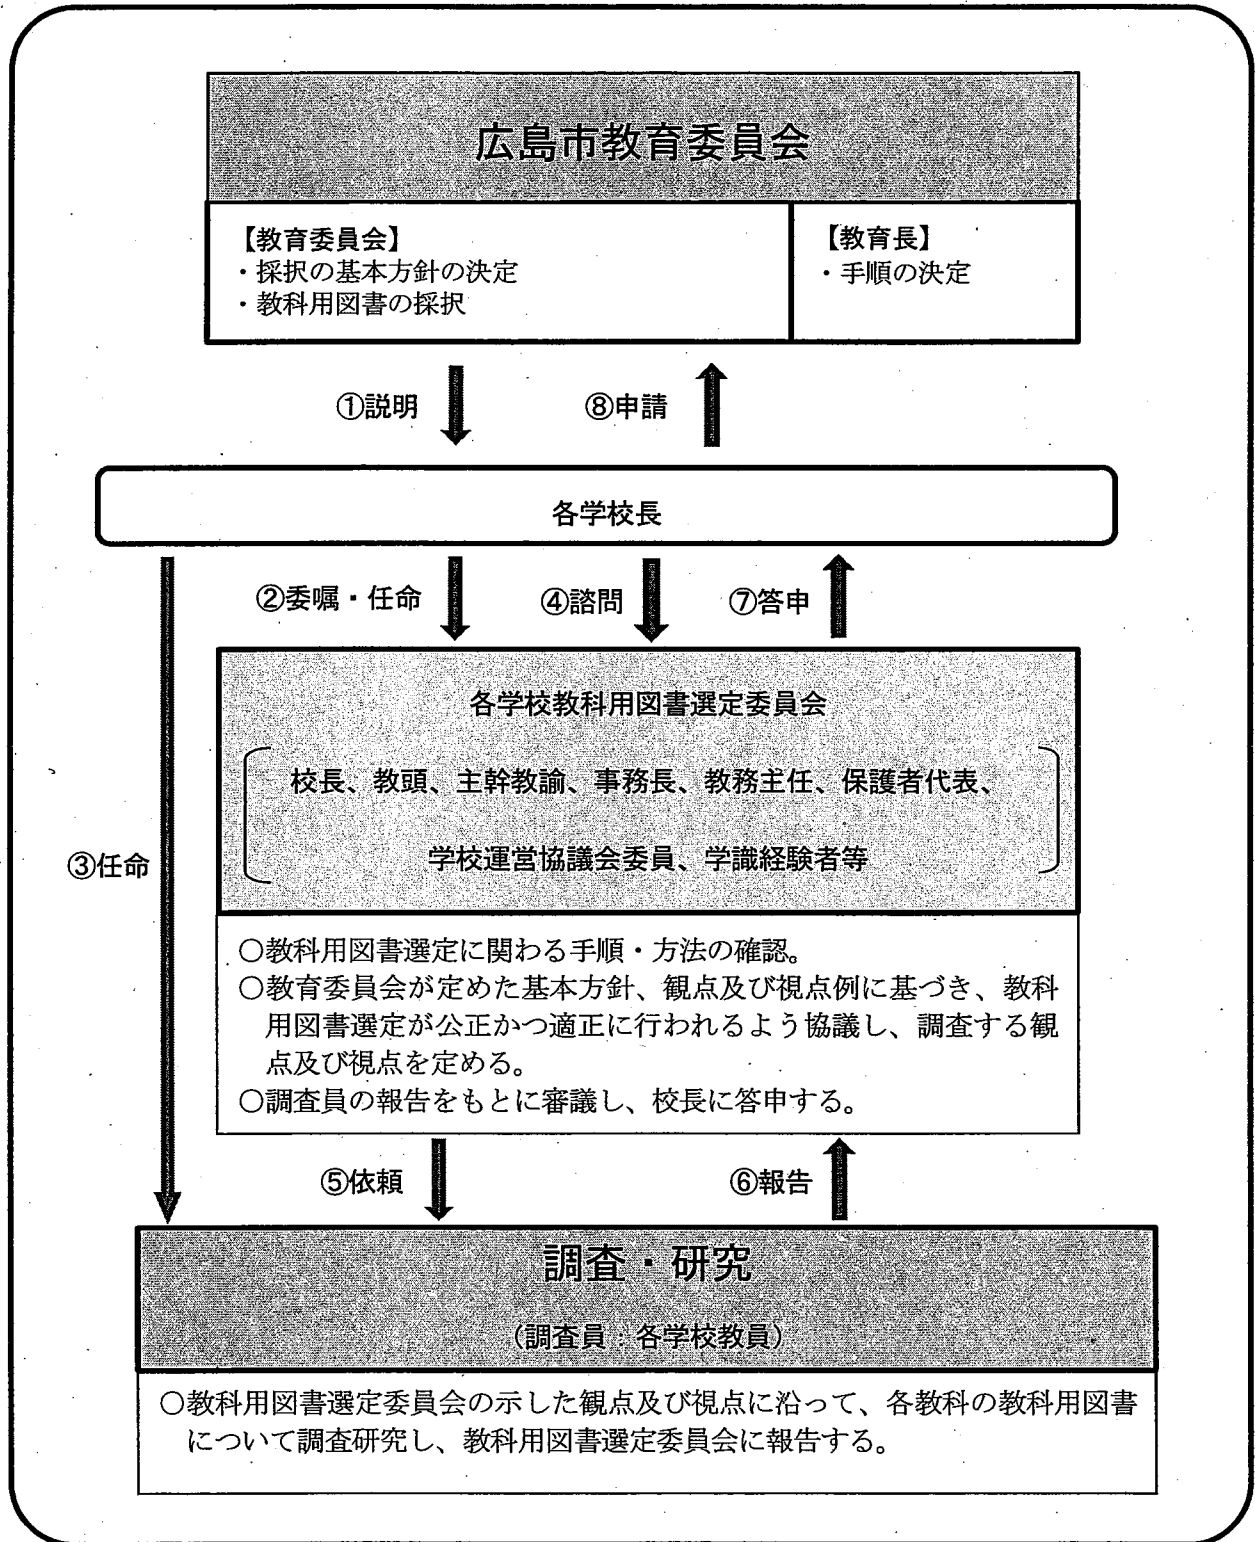 広島市教育委員会
【教育委員会】
・採択の基本方針の決定
・教科用図書の採択
【教育長】
・手順の決定
①説明
⑧申請
各学校長
②委嘱・任命
④諮問
⑦答申
各学校教科用図書選定委員会
校長、教頭、主幹教諭、事務長、教務主任、保護者代表、
学校運営協議会委員、学識経験者等
③任命
○教科用図書選定に関わる手順・方法の確認。
○教育委員会が定めた基本方針、観点及び視点例に基づき、教科
用図書選定が公正かつ適正に行われるよう協議し、調査する観
点及び視点を定める。
○調査員の報告をもとに審議し、校長に答申する。
⑤依頼
⑥報告
調査・研究
(調査員:各学校教員)
○教科用図書選定委員会の示した観点及び視点に沿って、各教科の教科用図書
について調査研究し、教科用図書選定委員会に報告する。